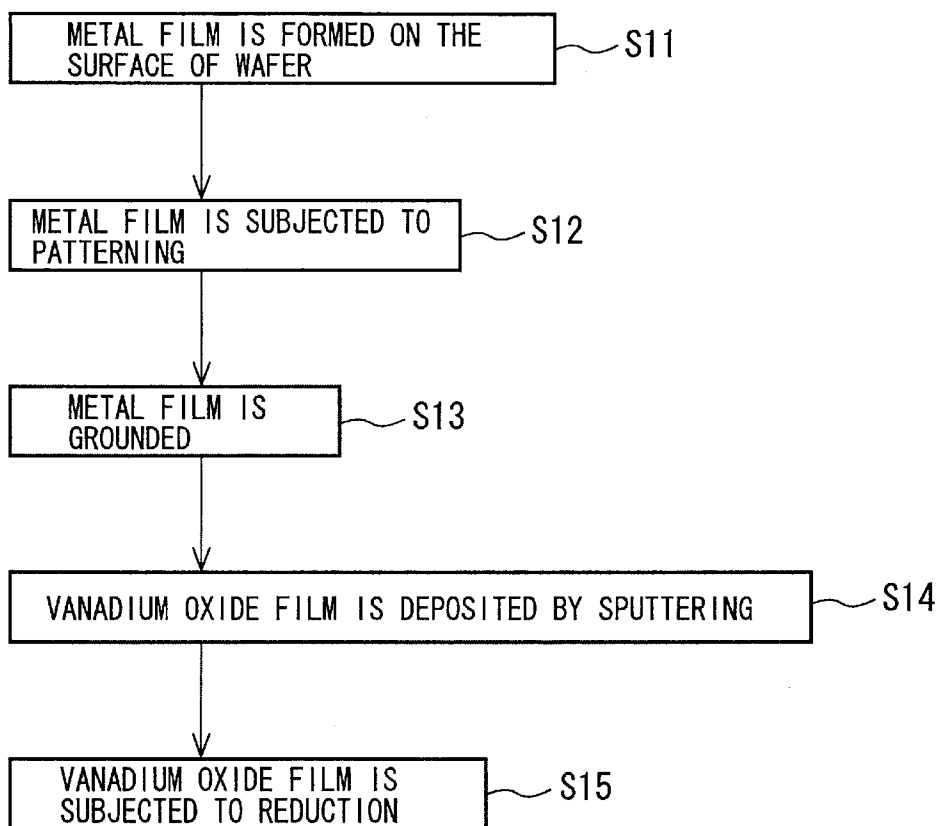 METAL FILM IS FORMED ON THE
SURFACE OF WAFER
S11
METAL FILM IS SUBJECTED TO
PATTERNING
S12
METAL FILM IS
GROUNDED
S13
VANADIUM OXIDE FILM IS DEPOSITED BY SPUTTERING
S14
VANADIUM OXIDE FILM IS
SUBJECTED TO REDUCTION
S15